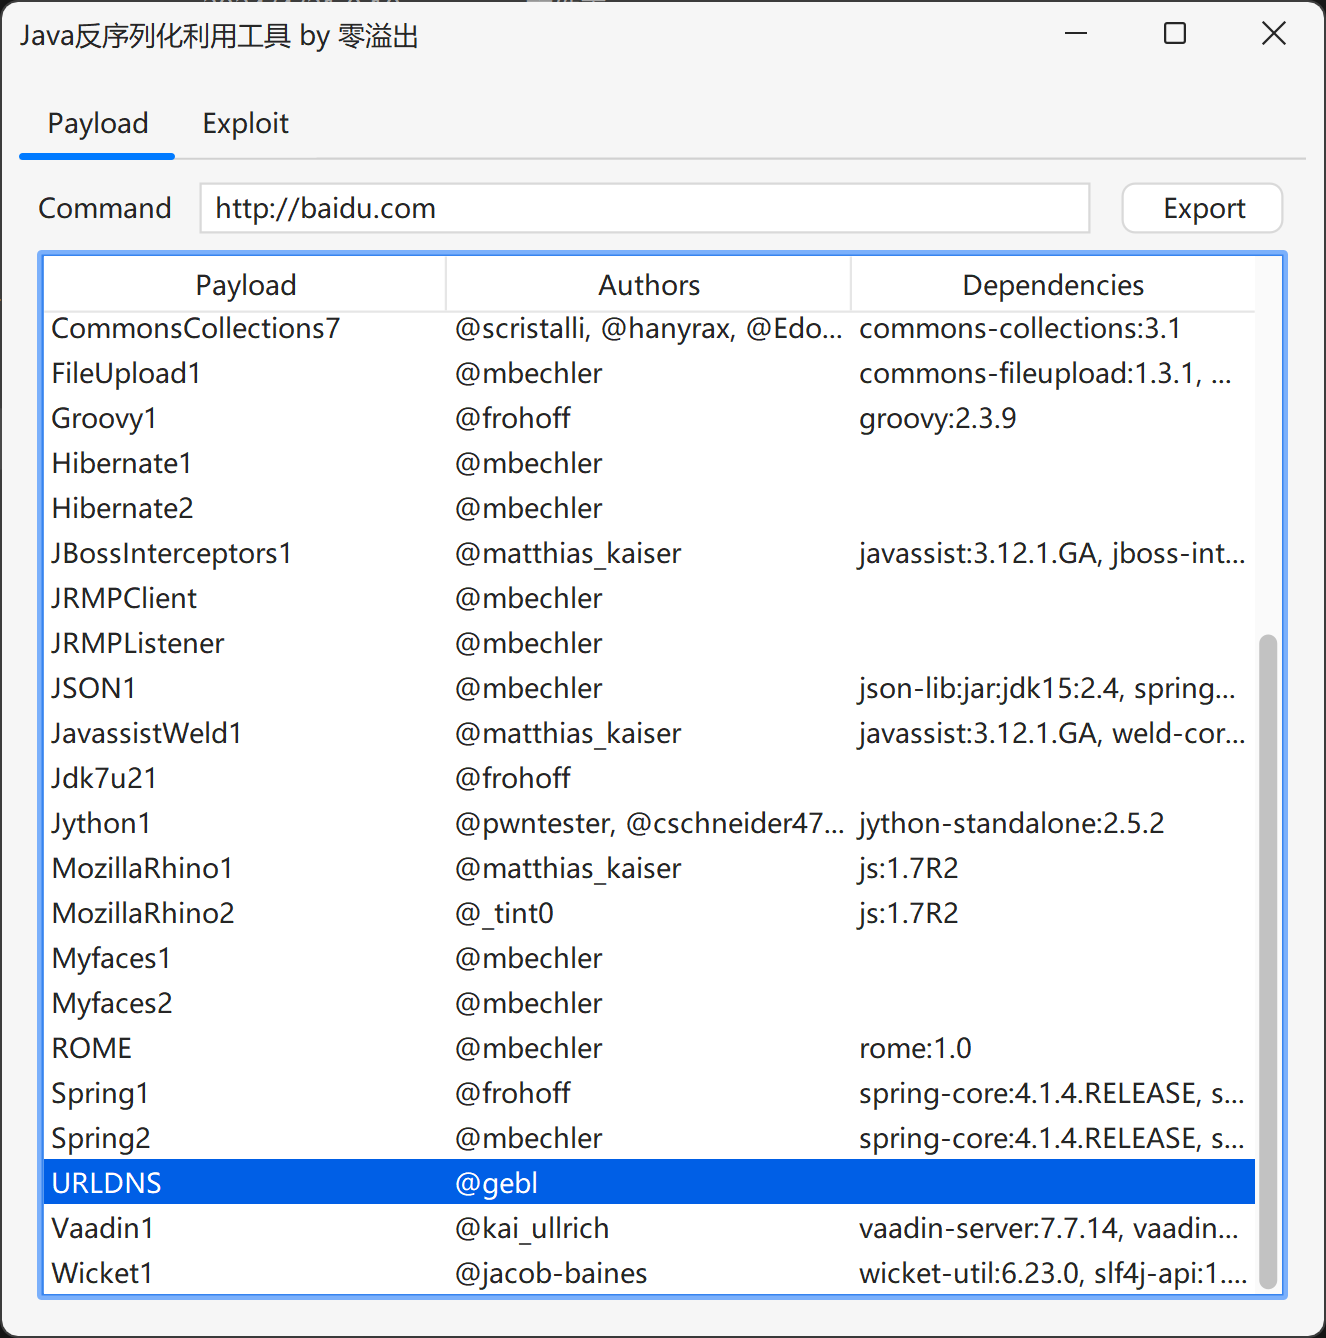 Java反序列化利用工具 by 零溢出
Payload Exploit
Command http://baidu.com Export
Payload Authors Dependencies
CommonsCollections7 @scristalli, @hanyrax, @Edo... commons-collections:3.1
FileUpload1 @mbechler commons-fileupload:1.3.1, ...
Groovy1 @frohoff groovy:2.3.9
Hibernate1 @mbechler
Hibernate2 @mbechler
JBossInterceptors1 @matthias_kaiser javassist:3.12.1.GA, jboss-int...
JRMPClient @mbechler
JRMPListener @mbechler
JSON1 @mbechler json-lib:jar:jdk15:2.4, spring...
JavassistWeld1 @matthias_kaiser javassist:3.12.1.GA, weld-cor...
Jdk7u21 @frohoff
Jython1 @pwntester, @cschneider47... jython-standalone:2.5.2
MozillaRhino1 @matthias_kaiser js:1.7R2
MozillaRhino2 @_tint0 js:1.7R2
Myfaces1 @mbechler
Myfaces2 @mbechler
ROME @mbechler rome:1.0
Spring1 @frohoff spring-core:4.1.4.RELEASE, s...
Spring2 @mbechler spring-core:4.1.4.RELEASE, s...
URLDNS @gebl
Vaadin1 @kai_ullrich vaadin-server:7.7.14, vaadin...
Wicket1 @jacob-baines wicket-util:6.23.0, slf4j-api:1....